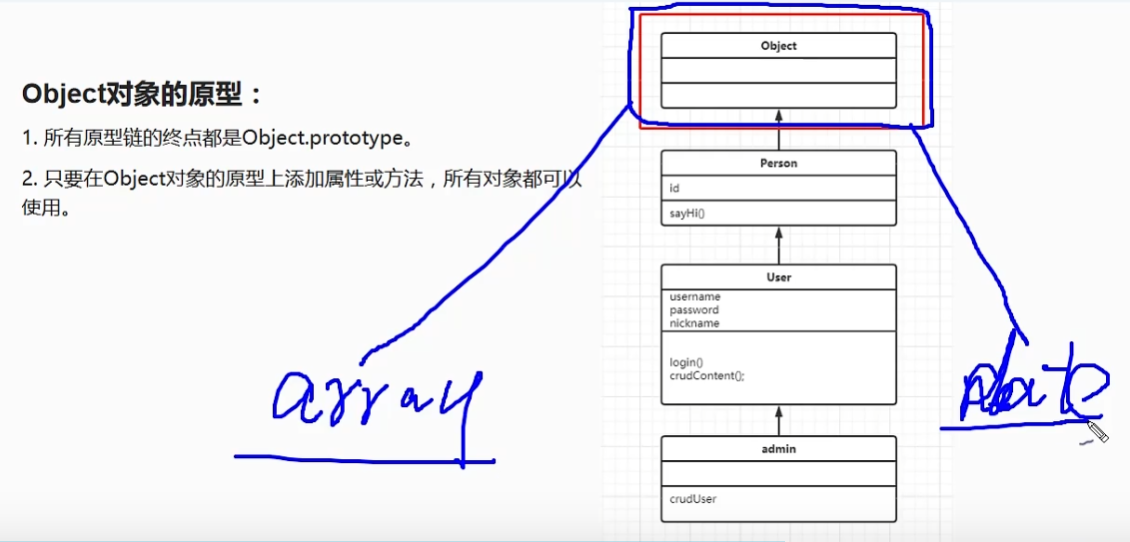 Object对象的原型：
1. 所有原型链的终点都是Object.prototype。
2. 只要在Object对象的原型上添加属性或方法，所有对象都可以
使用。
Object
Person
id
sayHi()
User
username
password
nickname
login()
crudContent();
admin
crudUser
array
date